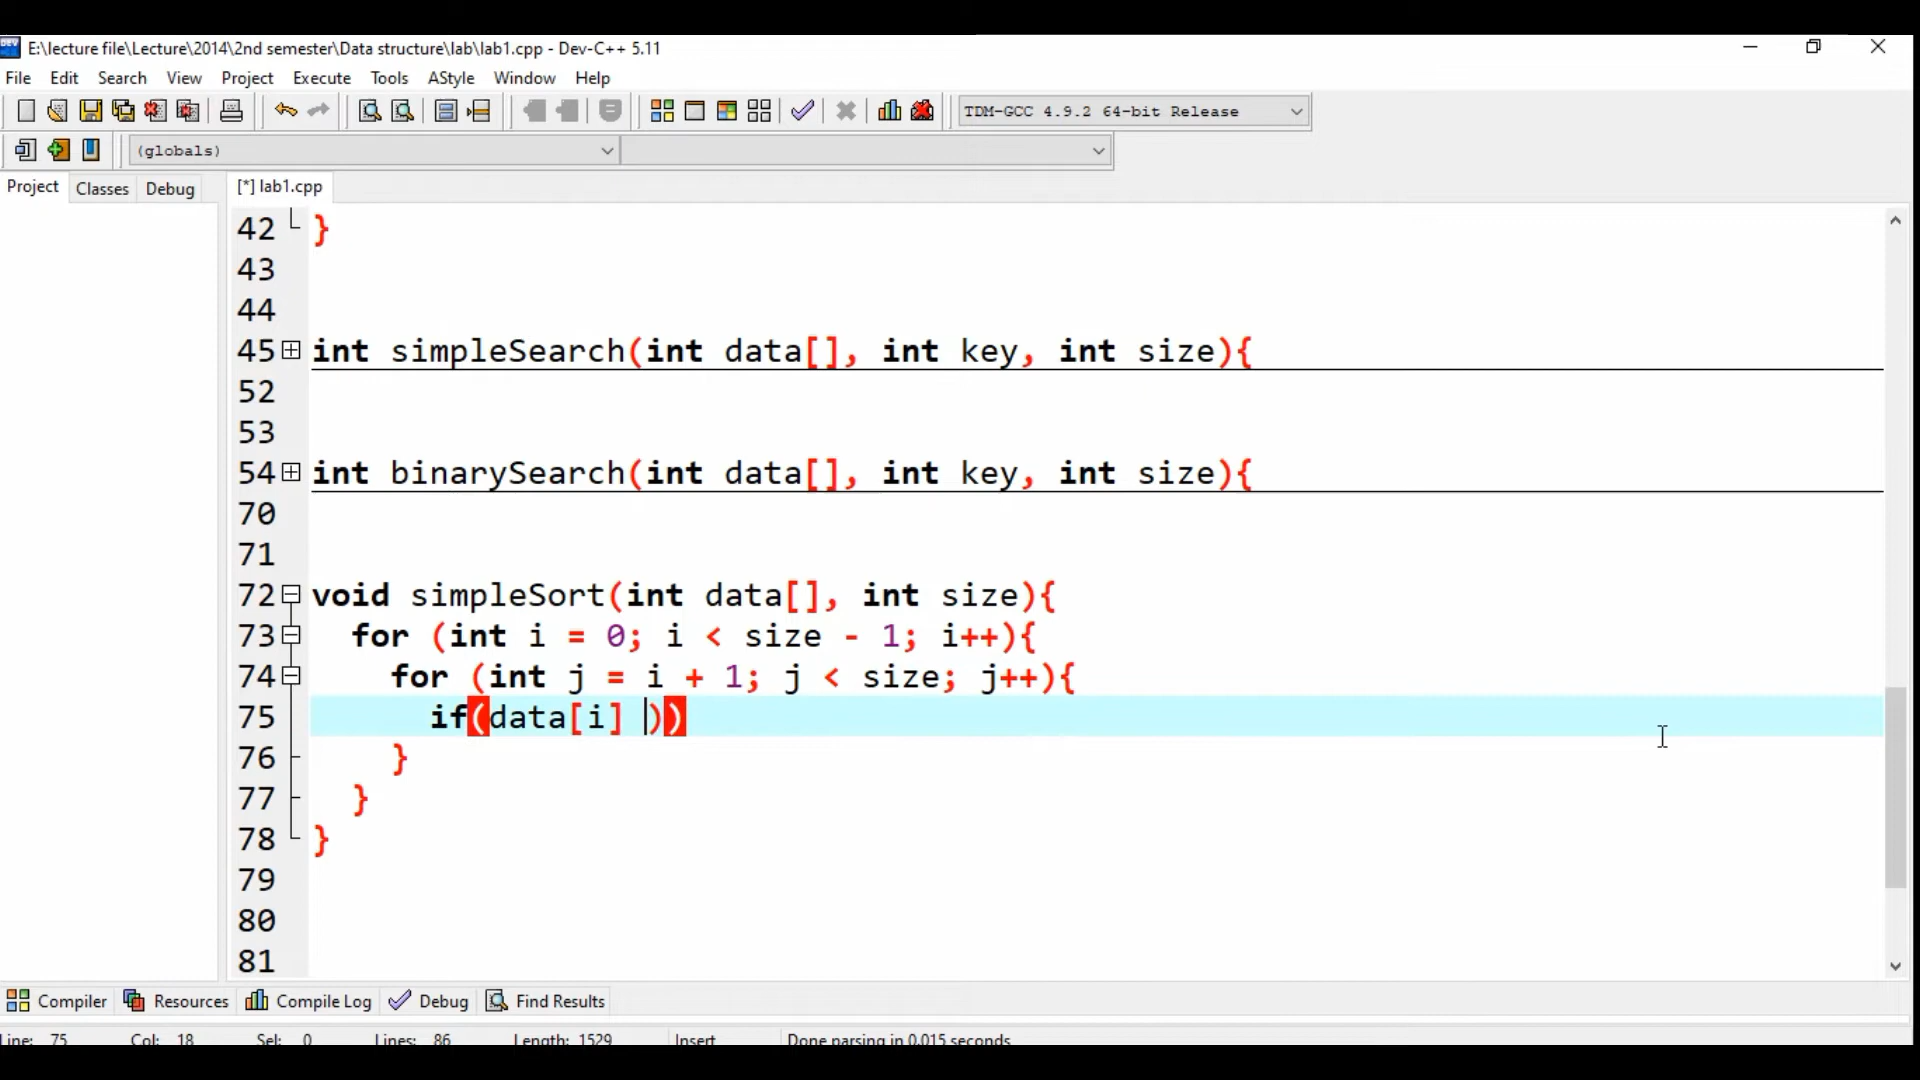 E:\lecture file\Lecture\2014\2nd semester\Data structure\lab\lab1.cpp - Dev-C++ 5.11
File Edit Search View Project Execute Tools AStyle Window Help
TDM-GCC 4.9.2 64-bit Release
(globals)
Project Classes Debug [*] lab1.cpp
42 }
43
44
45 int simpleSearch(int data[], int key, int size){
52
53
54 int binarySearch(int data[], int key, int size){
70
71
72 void simpleSort(int data[], int size){
73 for (int i = 0; i < size - 1; i++){
74 for (int j = i + 1; j < size; j++){
75 if(data[i] ))
76 }
77 }
78 }
79
80
81
Compiler Resources Compile Log Debug Find Results
Line: 75 Col: 18 Sel: 0 Lines: 86 Length: 1529 Insert Done parsing in 0.015 seconds